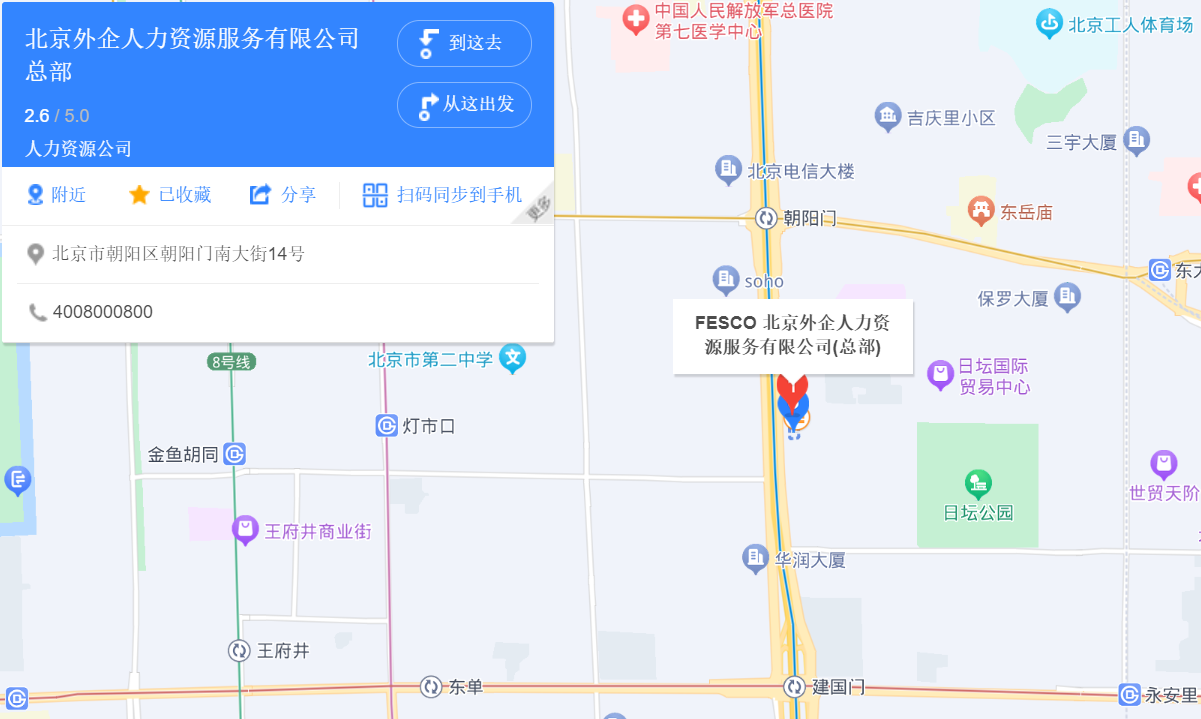 北京外企人力资源服务有限公司
总部
到这去
从这出发
2.6 / 5.0
人力资源公司
附近
已收藏
分享
扫码同步到手机
北京市朝阳区朝阳门南大街14号
4008000800
中国人民解放军总医院
第七医学中心
北京工人体育场
吉庆里小区
三宇大厦
北京电信大楼
东岳庙
朝阳门
东大
soho
保罗大厦
FESCO 北京外企人力资
源服务有限公司(总部)
8号线
北京市第二中学
日坛国际
贸易中心
灯市口
金鱼胡同
世贸天阶
日坛公园
王府井商业街
华润大厦
王府井
东单
建国门
永安里